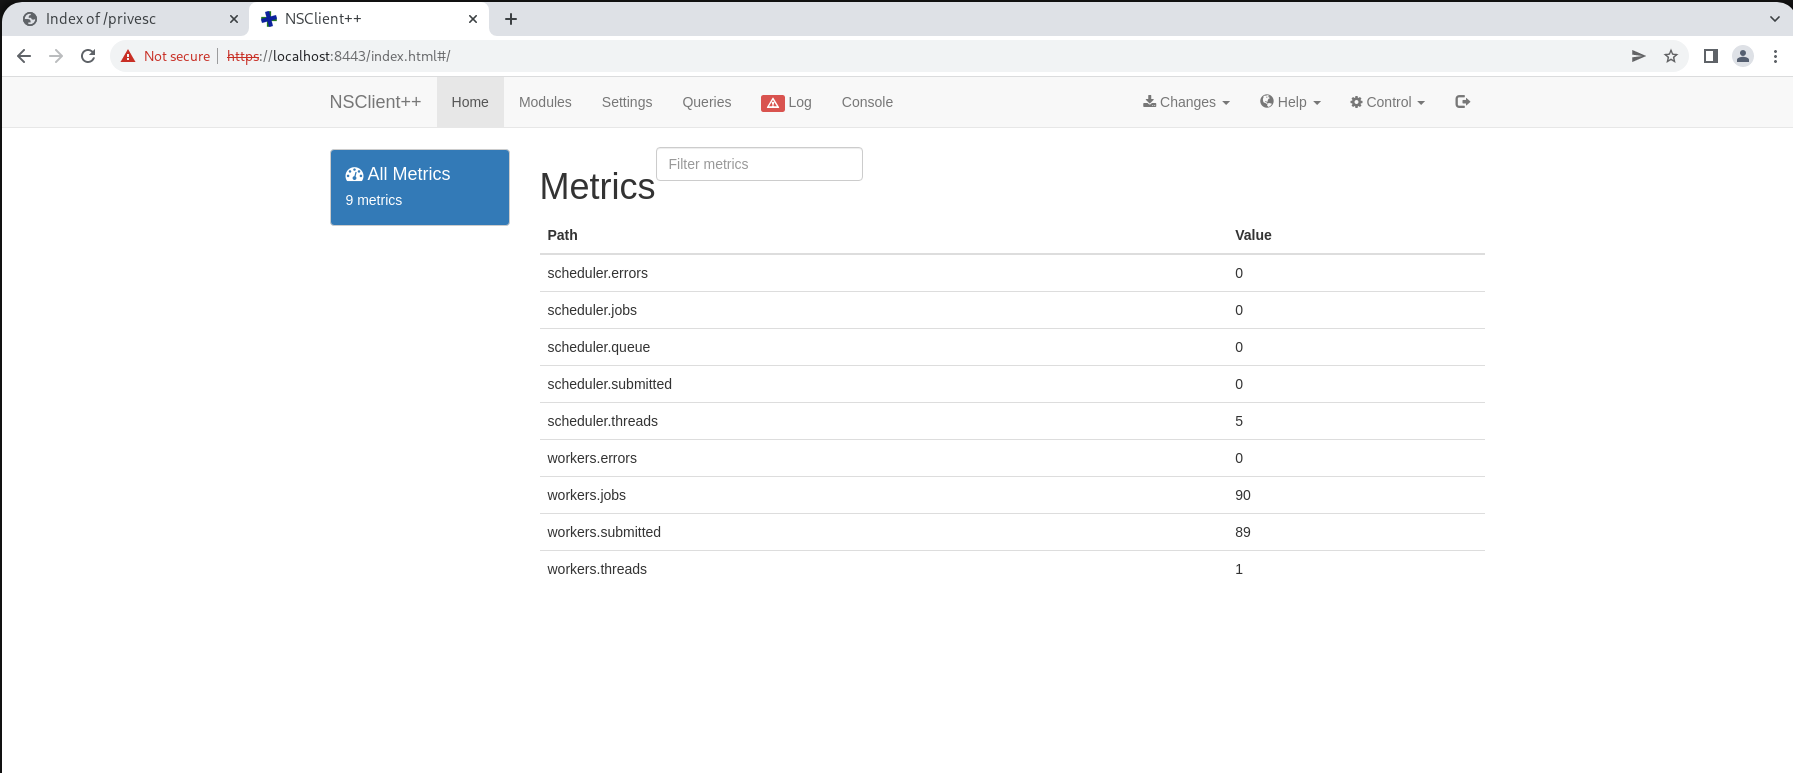 Index of /privesc
NSClient++
Not secure https://localhost:8443/index.html#/
NSClient++ Home Modules Settings Queries Log Console Changes Help Control
All Metrics
9 metrics
Filter metrics
Metrics
Path Value
scheduler.errors 0
scheduler.jobs 0
scheduler.queue 0
scheduler.submitted 0
scheduler.threads 5
workers.errors 0
workers.jobs 90
workers.submitted 89
workers.threads 1